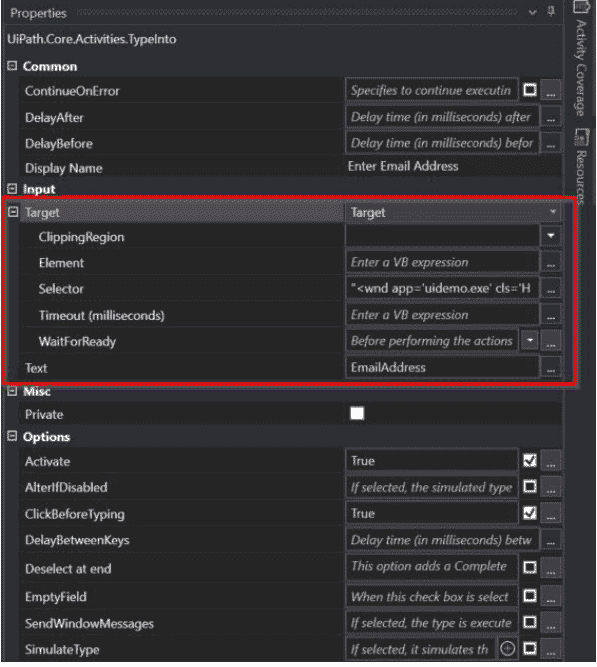 Properties
UiPath.Core.Activities.TypeInto
Common
ContinueOnError Specifies to continue executin ...
DelayAfter Delay time (in milliseconds) after ...
DelayBefore Delay time (in milliseconds) befor ...
Display Name Enter Email Address
Input
Target Target
ClippingRegion
Element Enter a VB expression ...
Selector "<wnd app='uidemo.exe' cls='H ...
Timeout (milliseconds) Enter a VB expression ...
WaitForReady Before performing the actions ...
Text EmailAddress ...
Misc
Private
Options
Activate True ...
AlterIfDisabled If selected, the simulated type ...
ClickBeforeTyping True ...
DelayBetweenKeys Delay time (in milliseconds) betw ...
Deselect at end This option adds a Complete ...
EmptyField When this check box is select ...
SendWindowMessages If selected, the type is execute ...
SimulateType If selected, it simulates th ...
Activity Coverage
Resources